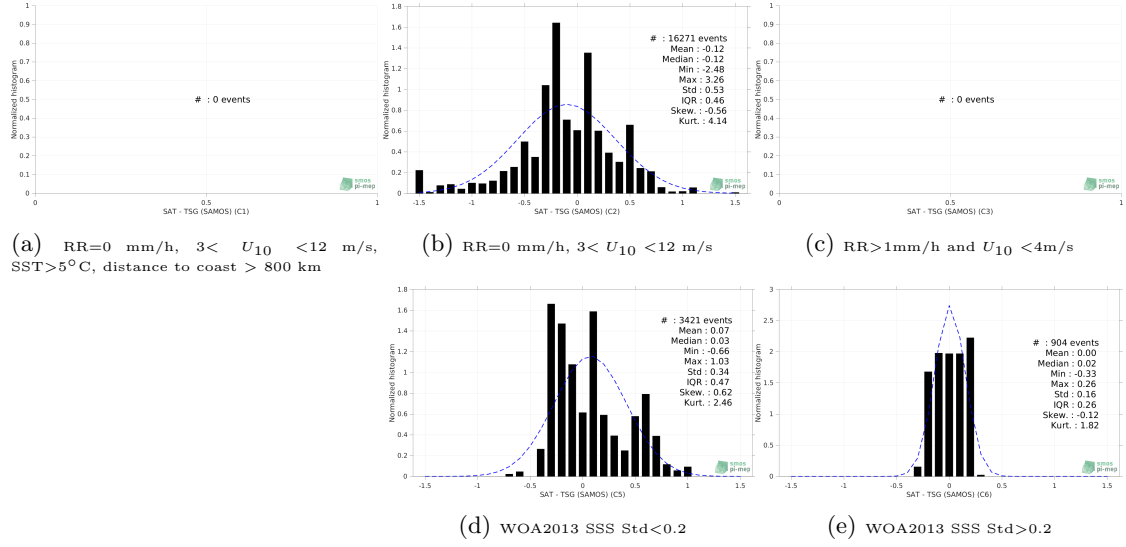 1
0.9
0.8
0.7
0.6
0.5
0.4
0.3
0.2
0.1
0
Normalized histogram
# : 0 events
smos
pi-mep
0
0.5
1
SAT - TSG (SAMOS) (C1)
1.8
1.6
1.4
1.2
1
0.8
0.6
0.4
0.2
0
Normalized histogram
# : 16271 events
Mean : -0.12
Median : -0.12
Min : -2.48
Max : 3.26
Std : 0.53
IQR : 0.46
Skew. : -0.56
Kurt. : 4.14
smos
pi-mep
-1.5
-1
-0.5
0
0.5
1
1.5
SAT - TSG (SAMOS) (C2)
1
0.9
0.8
0.7
0.6
0.5
0.4
0.3
0.2
0.1
0
Normalized histogram
# : 0 events
smos
pi-mep
0
0.5
1
SAT - TSG (SAMOS) (C3)
(a) RR=0 mm/h, 3< U10 <12 m/s,
SST>5°C, distance to coast > 800 km
(b) RR=0 mm/h, 3< U10 <12 m/s
(c) RR>1mm/h and U10 <4m/s
1.8
1.6
1.4
1.2
1
0.8
0.6
0.4
0.2
0
Normalized histogram
# : 3421 events
Mean : 0.07
Median : 0.03
Min : -0.66
Max : 1.03
Std : 0.34
IQR : 0.47
Skew. : 0.62
Kurt. : 2.46
smos
pi-mep
-1.5
-1
-0.5
0
0.5
1
1.5
SAT - TSG (SAMOS) (C5)
3
2.5
2
1.5
1
0.5
0
Normalized histogram
# : 904 events
Mean : 0.00
Median : 0.02
Min : -0.33
Max : 0.26
Std : 0.16
IQR : 0.26
Skew. : -0.12
Kurt. : 1.82
smos
pi-mep
-1.5
-1
-0.5
0
0.5
1
1.5
SAT - TSG (SAMOS) (C6)
(d) WOA2013 SSS Std<0.2
(e) WOA2013 SSS Std>0.2